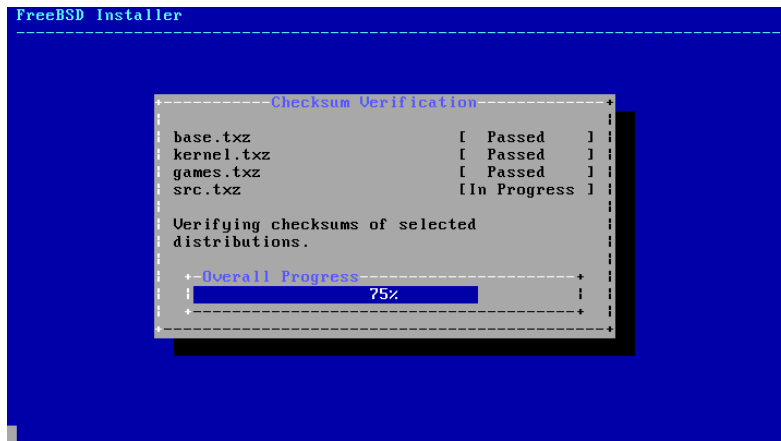 FreeBSD Installer
Checksum Verification
base.txz [ Passed ]
kernel.txz [ Passed ]
games.txz [ Passed ]
src.txz [In Progress ]
Verifying checksums of selected
distributions.
Overall Progress
75%